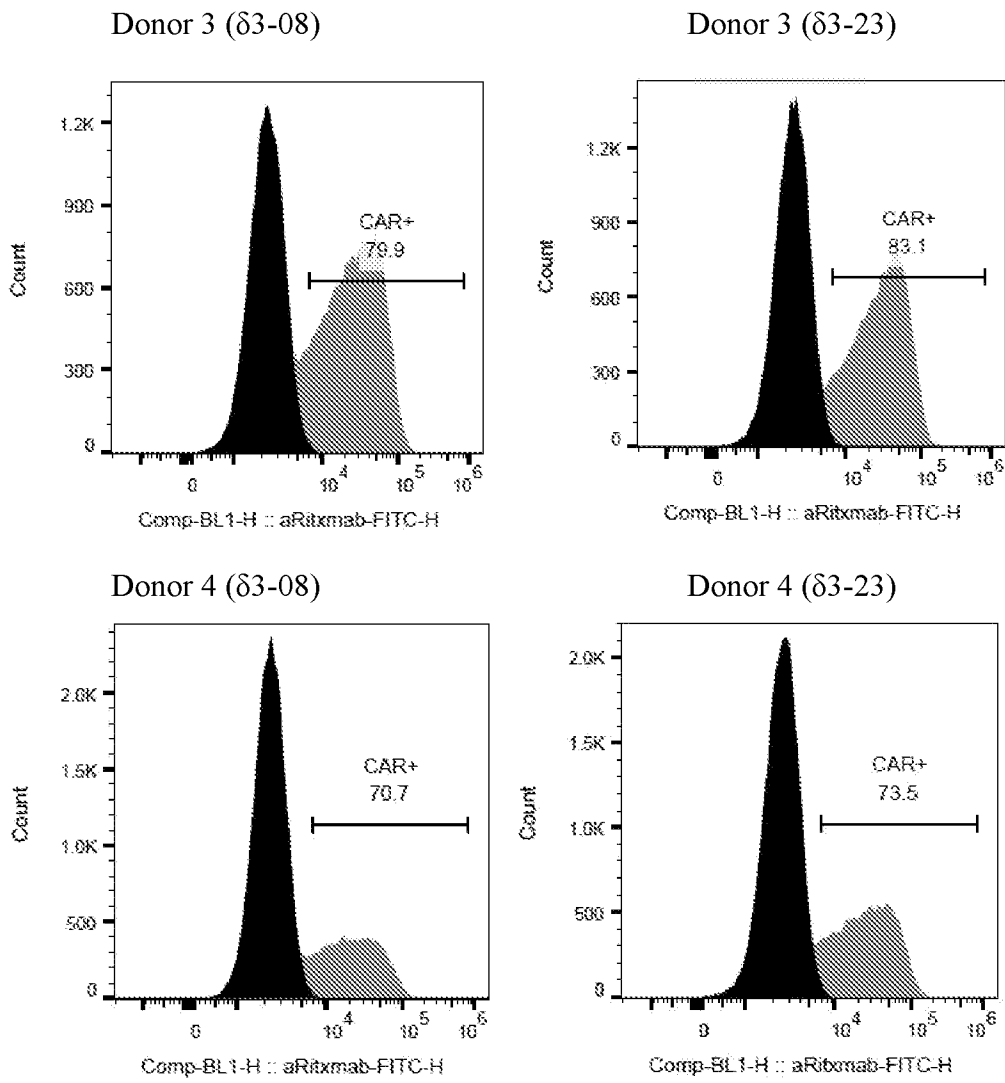 Donor 3 (δ3-08)
1.2K
900
600
300
0
Count
CAR+
79.9
0 10^4 10^5 10^6
Comp-BL1-H :: aRitxmab-FITC-H
Donor 3 (δ3-23)
1.2K
900
600
300
0
Count
CAR+
83.1
0 10^4 10^5 10^6
Comp-BL1-H :: aRitxmab-FITC-H
Donor 4 (δ3-08)
2.0K
1.5K
1.0K
500
0
Count
CAR+
70.7
0 10^4 10^5 10^6
Comp-BL1-H :: aRitxmab-FITC-H
Donor 4 (δ3-23)
2.0K
1.5K
1.0K
500
0
Count
CAR+
73.5
0 10^4 10^5 10^6
Comp-BL1-H :: aRitxmab-FITC-H